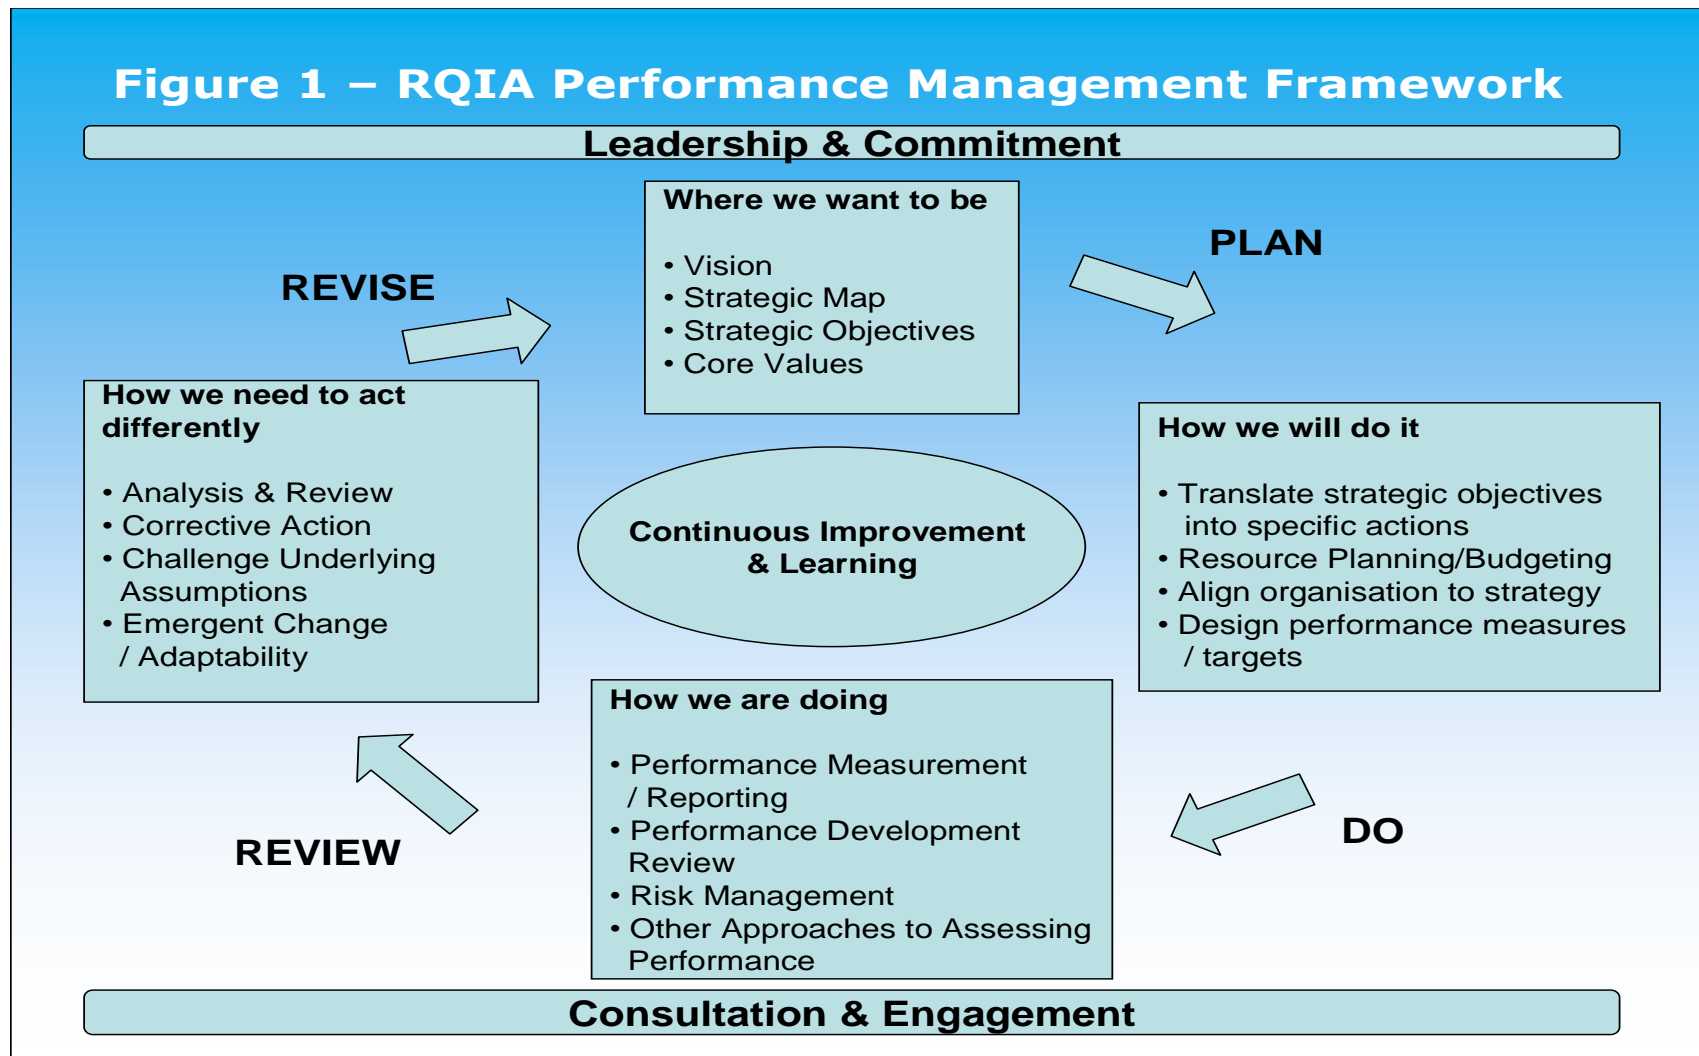 Figure 1 – RQIA Performance Management Framework
Leadership & Commitment
Where we want to be
• Vision
• Strategic Map
• Strategic Objectives
• Core Values
PLAN
REVISE
How we need to act
differently
• Analysis & Review
• Corrective Action
• Challenge Underlying
Assumptions
• Emergent Change
/ Adaptability
Continuous Improvement
& Learning
How we will do it
• Translate strategic objectives
into specific actions
• Resource Planning/Budgeting
• Align organisation to strategy
• Design performance measures
/ targets
How we are doing
• Performance Measurement
/ Reporting
• Performance Development
Review
• Risk Management
• Other Approaches to Assessing
Performance
REVIEW
DO
Consultation & Engagement